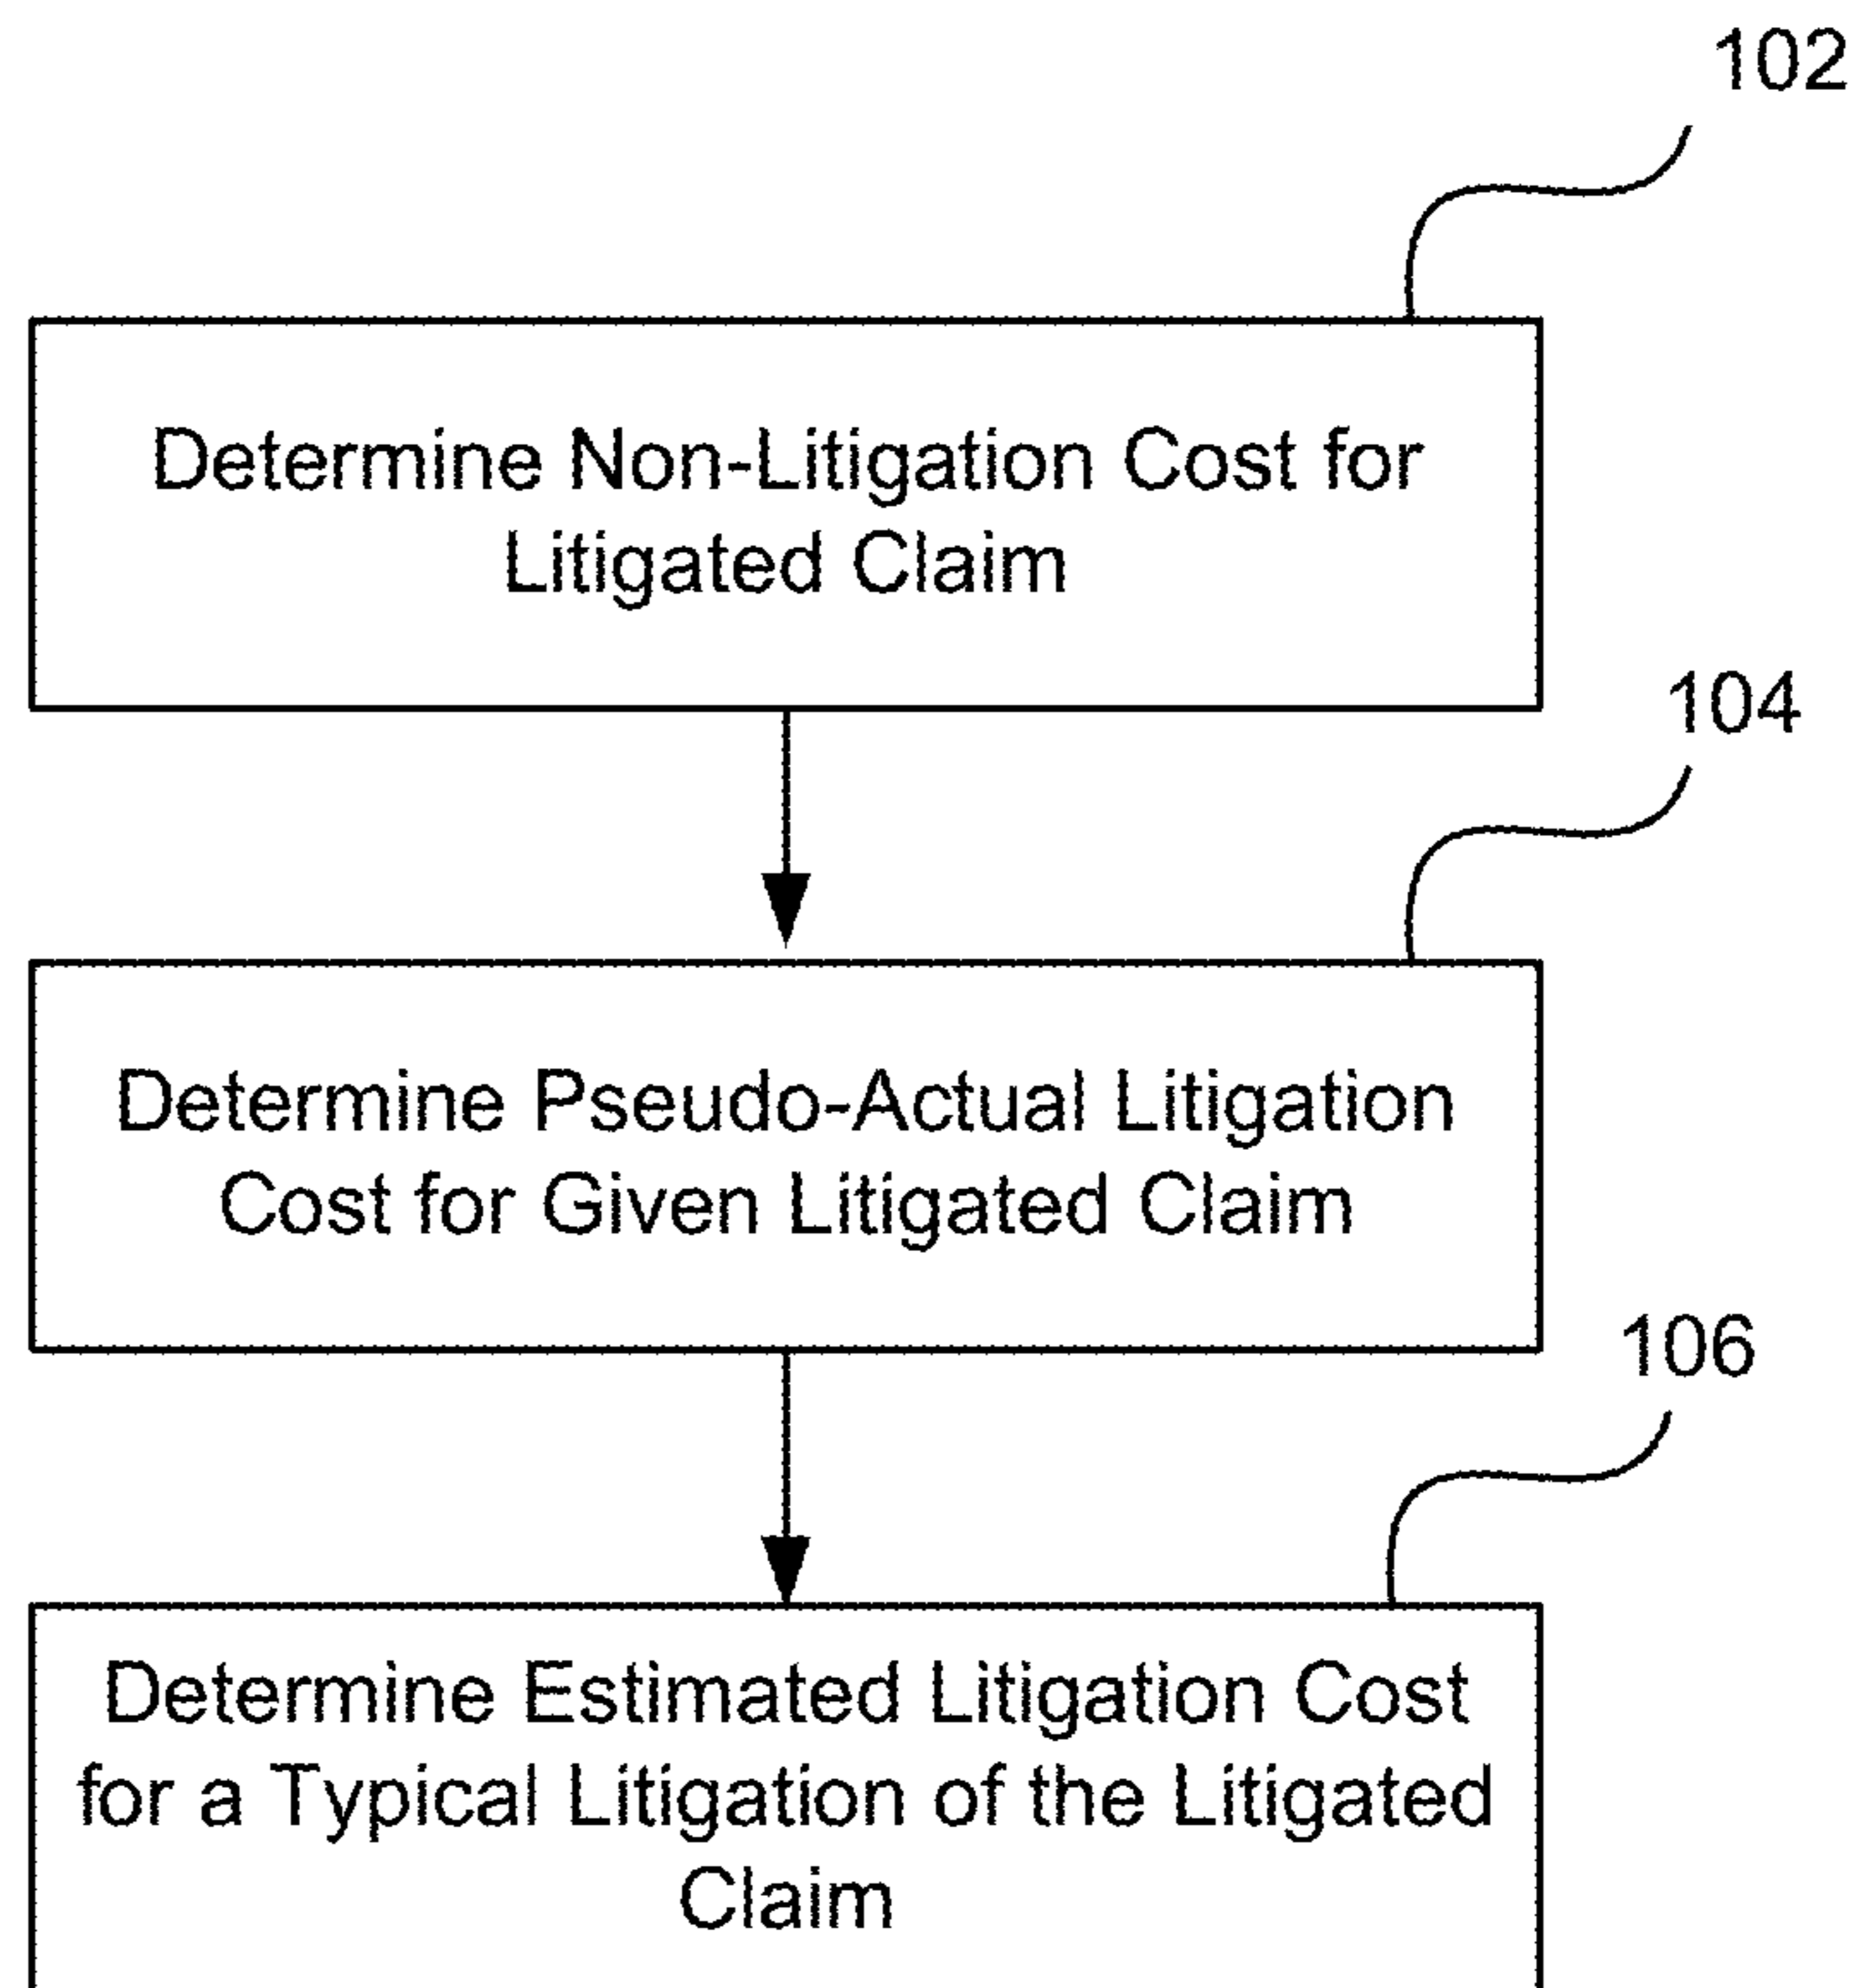 102
Determine Non-Litigation Cost for
Litigated Claim
104
Determine Pseudo-Actual Litigation
Cost for Given Litigated Claim
106
Determine Estimated Litigation Cost
for a Typical Litigation of the Litigated
Claim